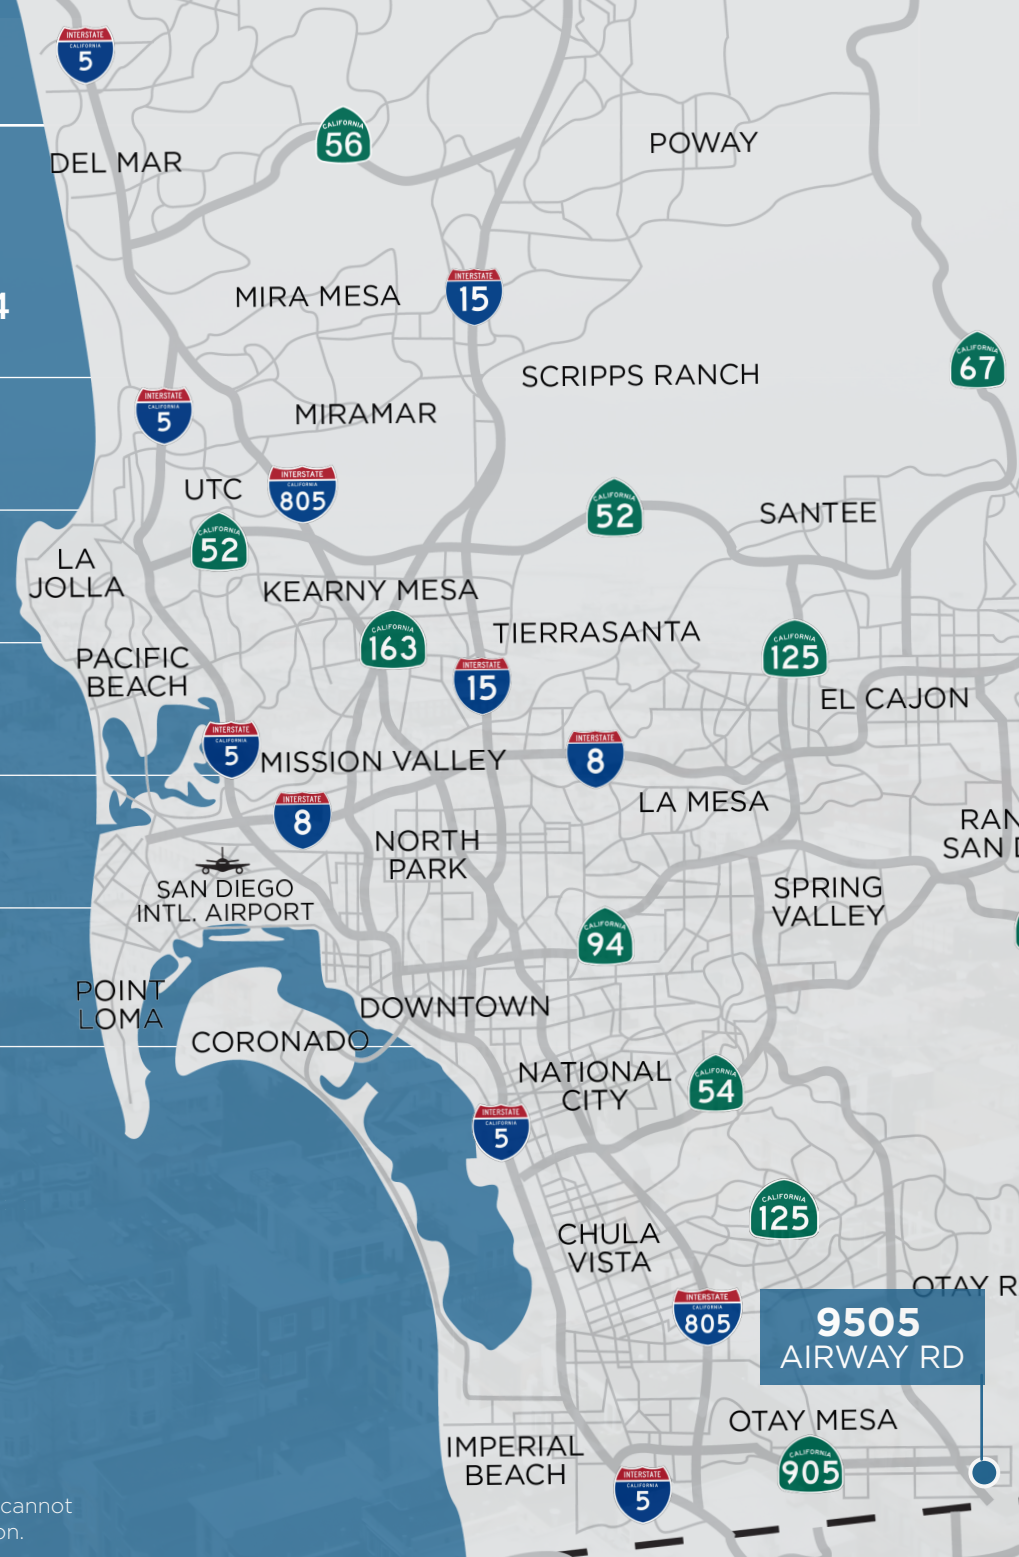 INTERSTATE
CALIFORNIA
5
CALIFORNIA
56
POWAY
DEL MAR
MIRA MESA
INTERSTATE
15
4
CALIFORNIA
67
SCRIPPS RANCH
INTERSTATE
CALIFORNIA
5
MIRAMAR
UTC
INTERSTATE
CALIFORNIA
805
CALIFORNIA
52
SANTEE
CALIFORNIA
52
LA
JOLLA
KEARNY MESA
CALIFORNIA
163
TIERRASANTA
CALIFORNIA
125
PACIFIC
BEACH
INTERSTATE
15
EL CAJON
INTERSTATE
CALIFORNIA
5
MISSION VALLEY
INTERSTATE
8
INTERSTATE
8
LA MESA
NORTH
PARK
RAN
SAN D
SAN DIEGO
INTL. AIRPORT
SPRING
VALLEY
CALIFORNIA
94
POINT
LOMA
DOWNTOWN
CORONADO
NATIONAL
CITY
CALIFORNIA
54
INTERSTATE
CALIFORNIA
5
CALIFORNIA
125
CHULA
VISTA
OTAY R
INTERSTATE
CALIFORNIA
805
9505
AIRWAY RD
OTAY MESA
IMPERIAL
BEACH
CALIFORNIA
905
INTERSTATE
CALIFORNIA
5
cannot
on.